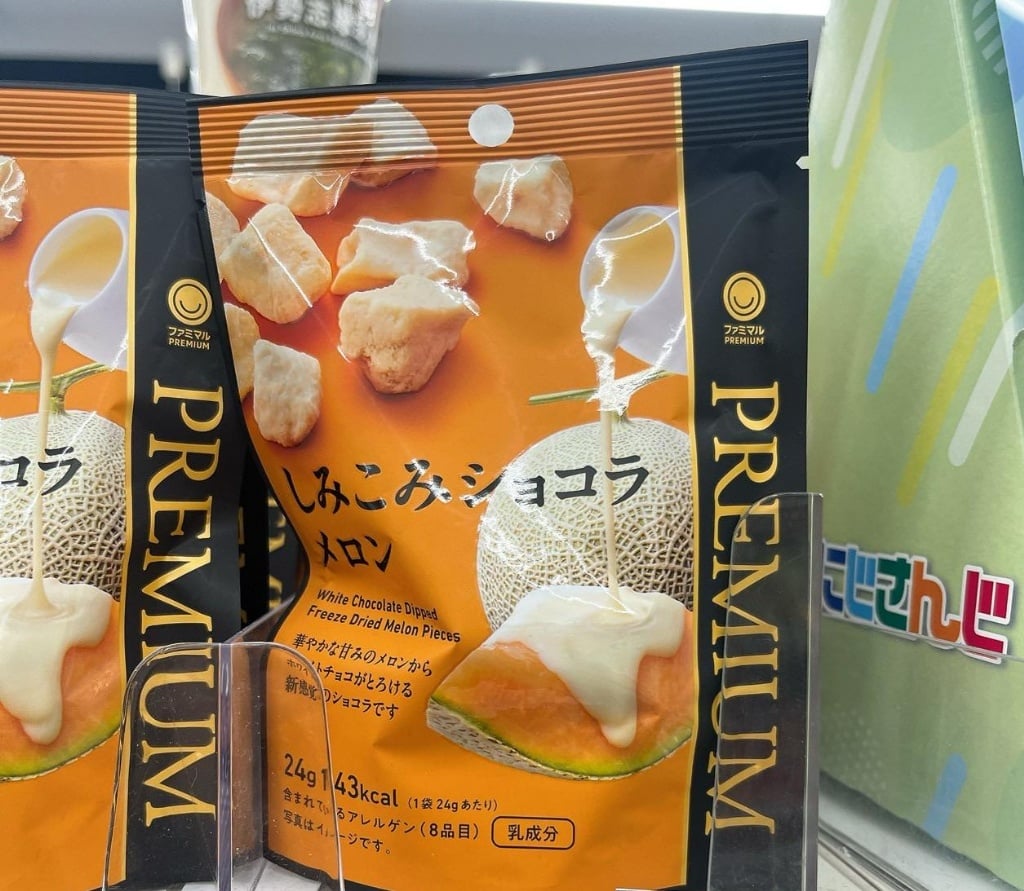 コラ
ファミマル
PREMIUM
PREMIUM
ファミマル
PREMIUM
PREMIUM
しみこみショコラ
メロン
White Chocolate Dipped
Freeze Dried Melon Pieces
華やかな甘みのメロンから
ホワイトチョコがとろける
新感覚のショコラです
24g 143kcal (1袋 24gあたり)
含まれているアレルゲン(8品目) 乳成分
写真はイメージです。
にじさんじ